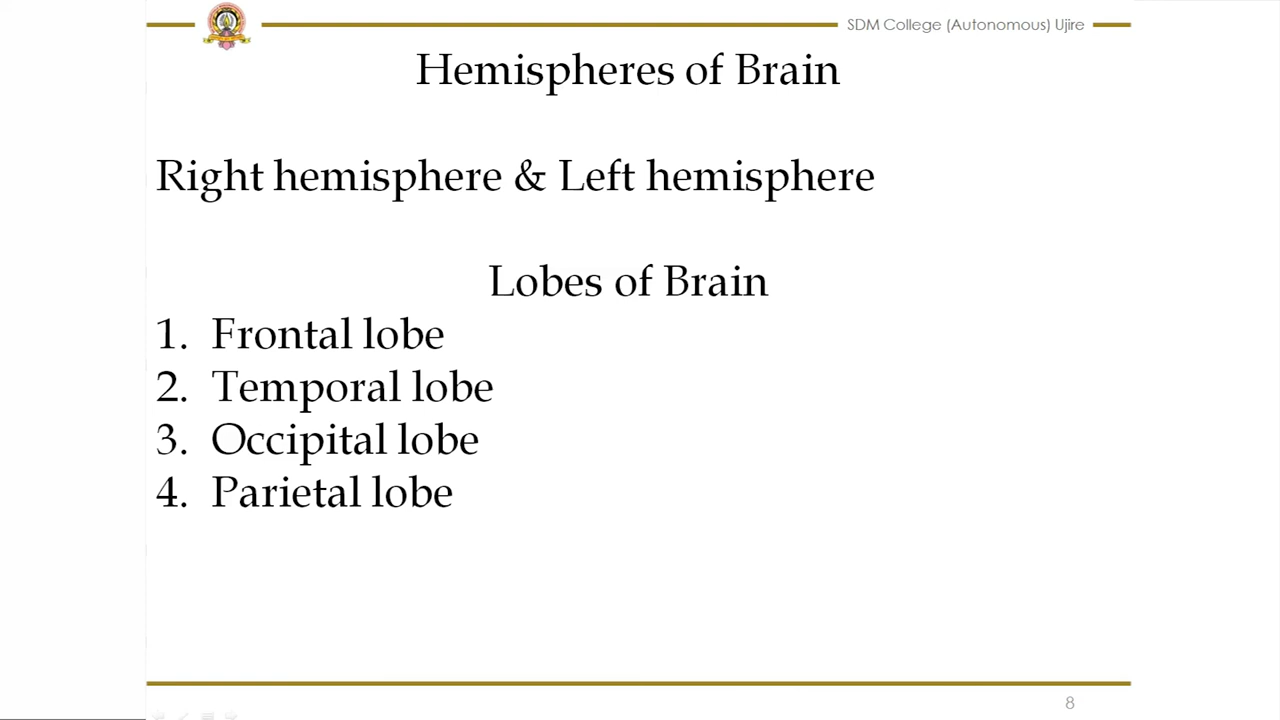 SDM College (Autonomous) Ujire
Hemispheres of Brain
Right hemisphere & Left hemisphere
Lobes of Brain
1. Frontal lobe
2. Temporal lobe
3. Occipital lobe
4. Parietal lobe
8